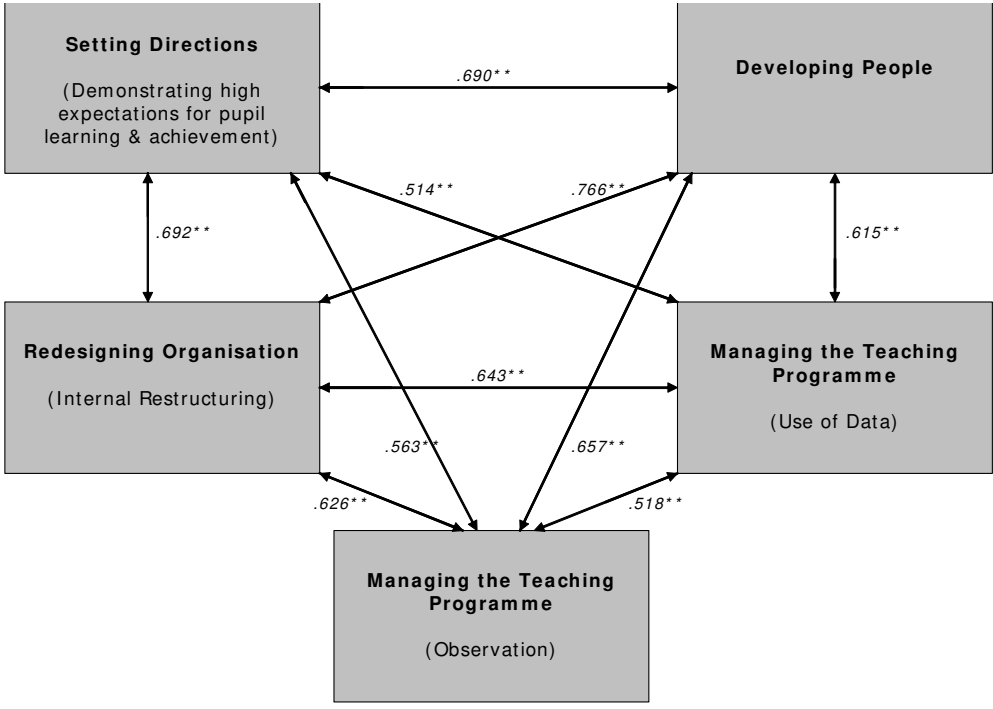 Setting Directions
(Demonstrating high
expectations for pupil
learning & achievement)
.690**
Developing People
.514**
.766**
.692**
.615**
Redesigning Organisation
(Internal Restructuring)
.643**
Managing the Teaching
Programme
(Use of Data)
.563**
.657**
.626**
.518**
Managing the Teaching
Programme
(Observation)